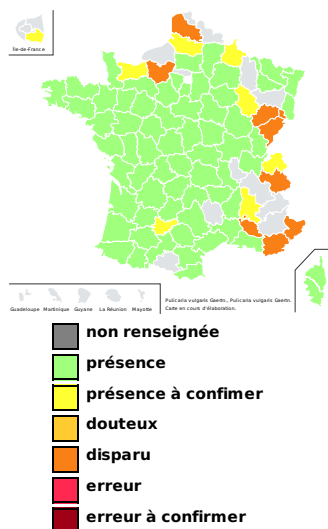 Île-de-France
Guadeloupe Martinique Guyane La Réunion Mayotte
Pulicaria vulgaris Gaertn., Pulicaria vulgaris Gaertn.
Carte en cours d'élaboration.
non renseignée
présence
présence à confimer
douteux
disparu
erreur
erreur à confirmer